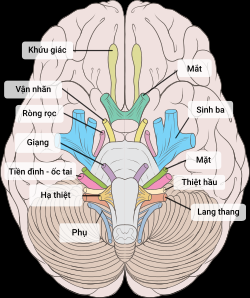 Khứu giác
Mắt
Vận nhãn
Ròng rọc
Sinh ba
Giạng
Mặt
Tiền đình - ốc tai
Thiệt hầu
Hạ thiệt
Lang thang
Phụ